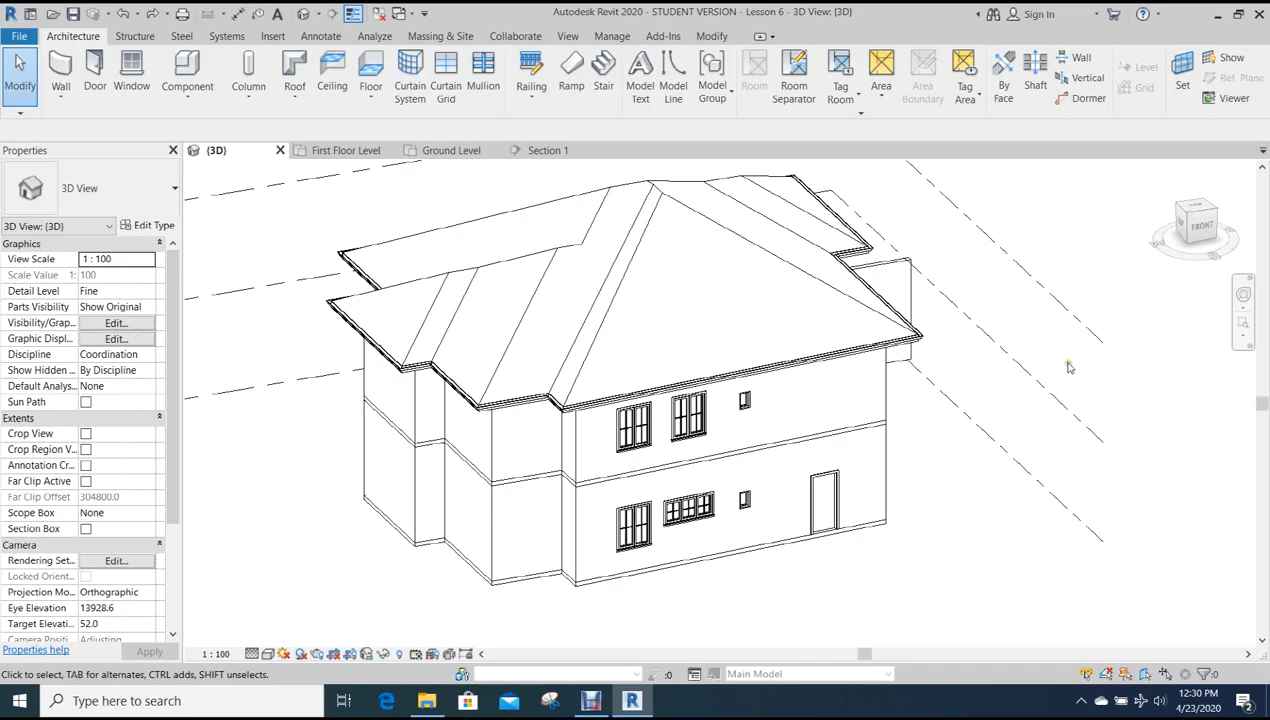 Autodesk Revit 2020 - STUDENT VERSION - Lesson 6 - 3D View: {3D}
Sign In
File Architecture Structure Steel Systems Insert Annotate Analyze Massing & Site Collaborate View Manage Add-Ins Modify
Modify Wall Door Window Component Column Roof Ceiling Floor Curtain System Curtain Grid Mullion Railing Ramp Stair Model Text Model Line Model Group Room Room Separator Tag Room Area Area Boundary Tag Area By Face Shaft Wall Vertical Dormer Level Grid Set Show Ref Plane Viewer
Properties
{3D} First Floor Level Ground Level Section 1
3D View
3D View: {3D} Edit Type
Graphics
View Scale 1 : 100
Scale Value 1: 100
Detail Level Fine
Parts Visibility Show Original
Visibility/Grap... Edit...
Graphic Displ... Edit...
Discipline Coordination
Show Hidden ... By Discipline
Default Analys... None
Sun Path
Extents
Crop View
Crop Region V...
Annotation Cr...
Far Clip Active
Far Clip Offset 304800.0
Scope Box None
Section Box
Camera
Rendering Set... Edit...
Locked Orient...
Projection Mo... Orthographic
Eye Elevation 13928.6
Target Elevation 52.0
Camera Positi... Adjusting
Properties help Apply
FRONT
1 : 100
Click to select, TAB for alternates, CTRL adds, SHIFT unselects.
:0
Main Model
:0
Type here to search
12:30 PM
4/23/2020
2